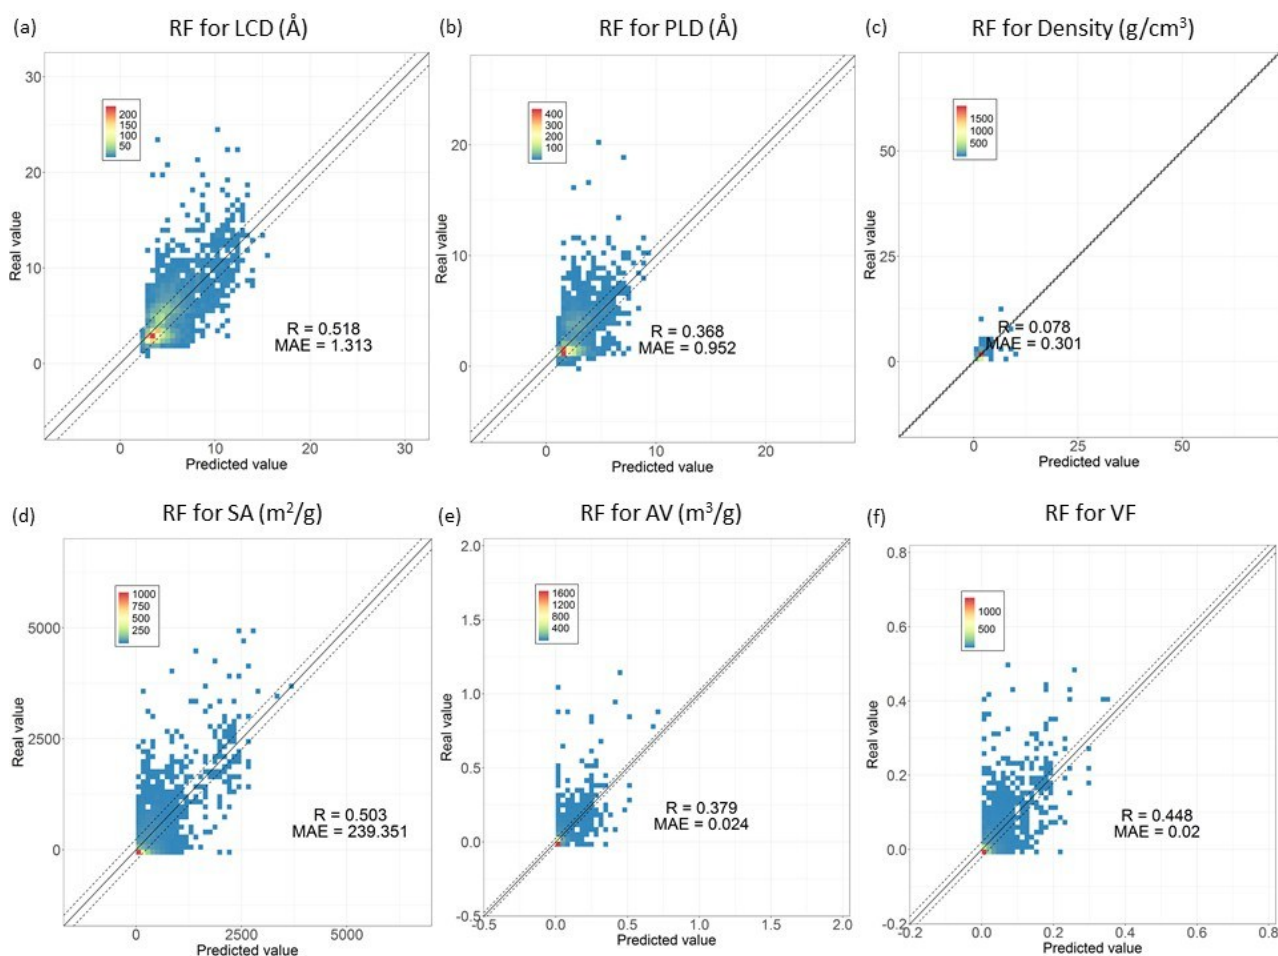 (a) RF for LCD (Å)
30
20
10
0
Real value
200
150
100
50
R = 0.518
MAE = 1.313
0 10 20 30
Predicted value
(b) RF for PLD (Å)
20
10
0
Real value
400
300
200
100
R = 0.368
MAE = 0.952
0 10 20
Predicted value
(c) RF for Density (g/cm³)
50
25
0
Real value
1500
1000
500
R = 0.078
MAE = 0.301
0 25 50
Predicted value
(d) RF for SA (m²/g)
5000
2500
0
Real value
1000
750
500
250
R = 0.503
MAE = 239.351
0 2500 5000
Predicted value
(e) RF for AV (m³/g)
2.0
1.5
1.0
0.5
0.0
-0.5
Real value
1600
1200
800
400
R = 0.379
MAE = 0.024
-0.5 0.0 0.5 1.0 1.5 2.0
Predicted value
(f) RF for VF
0.8
0.6
0.4
0.2
0.0
-0.2
Real value
1000
500
R = 0.448
MAE = 0.02
-0.2 0.0 0.2 0.4 0.6 0.8
Predicted value